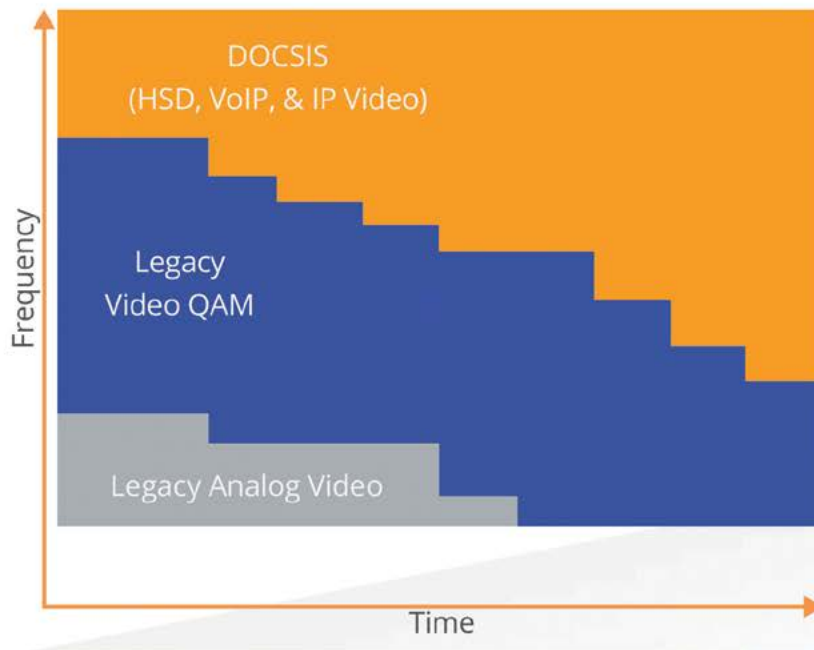 DOCSIS
(HSD, VoIP, & IP Video)
Legacy
Video QAM
Legacy Analog Video
Frequency
Time